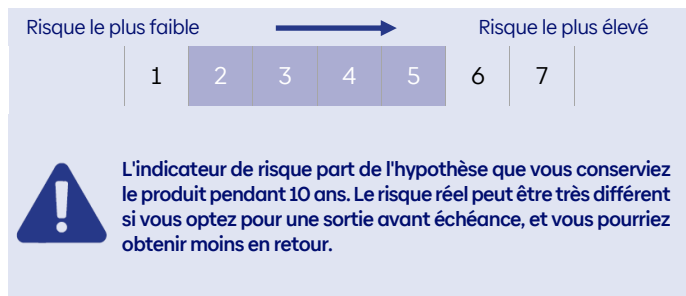 Risque le plus faible Risque le plus élevé
1 2 3 4 5 6 7
L'indicateur de risque part de l'hypothèse que vous conserviez
le produit pendant 10 ans. Le risque réel peut être très différent
si vous optez pour une sortie avant échéance, et vous pourriez
obtenir moins en retour.